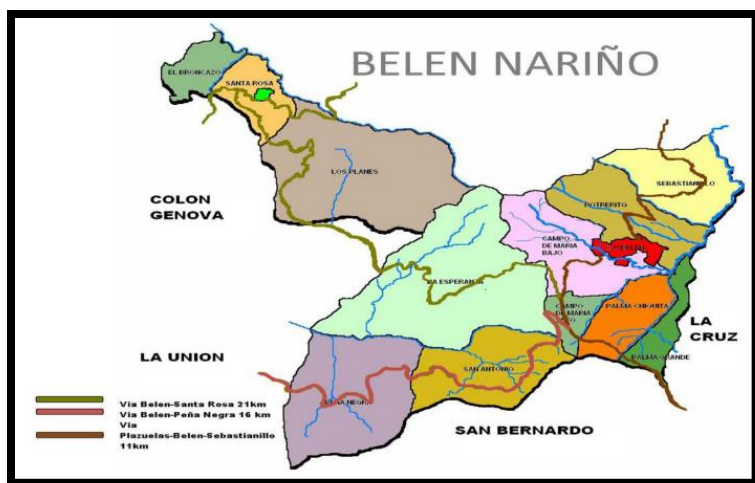 BELEN NARIÑO
EL BRONCAZO
SANTA ROSA
LOS PLANES
SEBASTIANILLO
POTRERITO
COLON
GENOVA
CAMPO
DE MARIA
BAJO
LA ESPERANZA
CAMPO
DE MARIA
PALMA CHIQUITA
LA
CRUZ
PALMA GRANDE
LA UNION
SAN ANTONIO
PEÑA NEGRA
SAN BERNARDO
Via Belen-Santa Rosa 21km
Via Belen-Peña Negra 16 km
Via
Plazuelas-Belen-Sebastianillo
11km